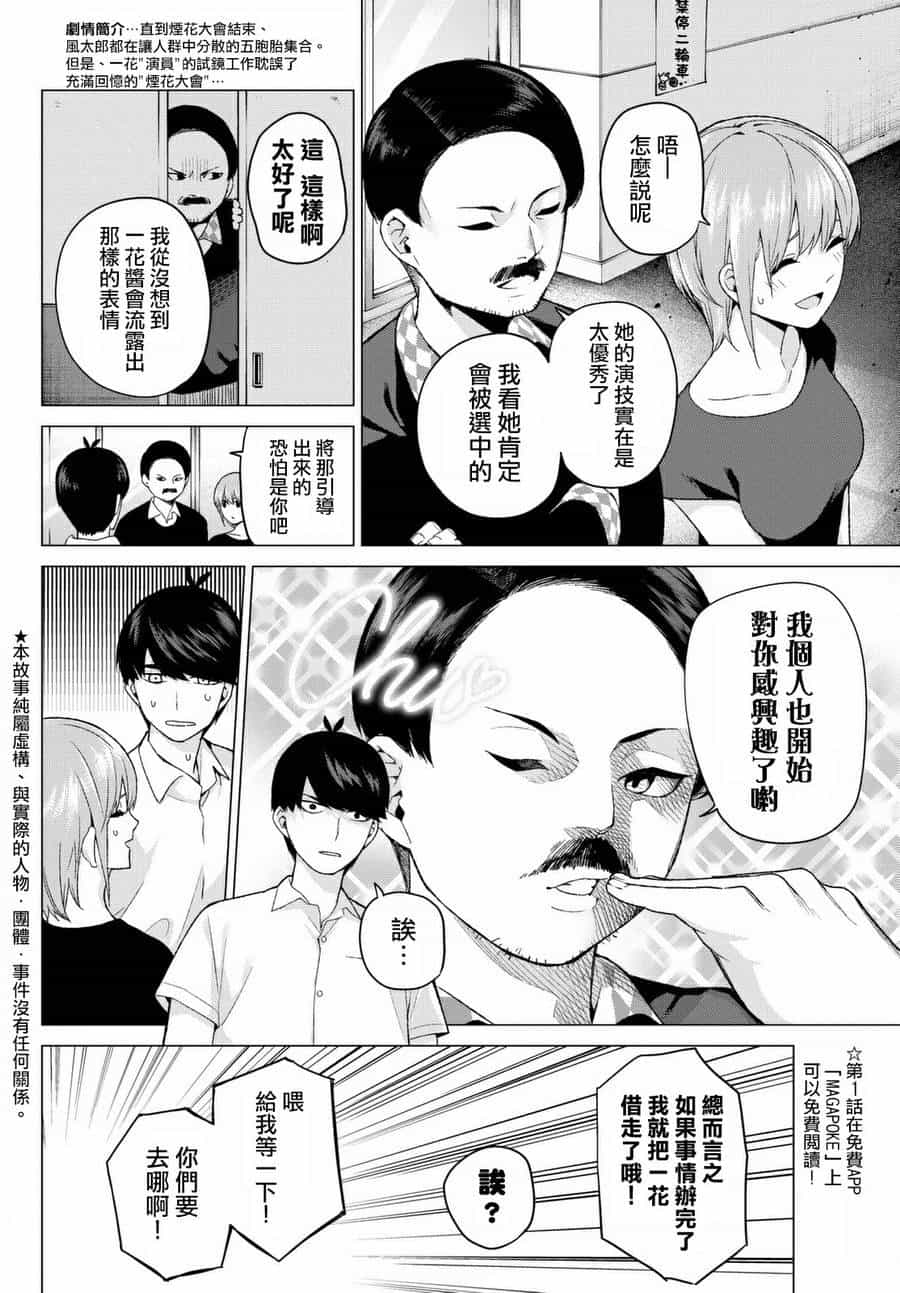 劇情簡介…直到煙花大會結束、
風太郎都在讓人群中分散的五胞胎集合。
但是、一花"演員"的試鏡工作耽誤了
充滿回憶的"煙花大會"…
禁停二輪車
唔—
怎麼説呢
她的演技實在是
太優秀了
我看她肯定
會被選中的
這 這樣啊
太好了呢
我從沒想到
一花醬會流露出
那樣的表情
將那引導
出來的
恐怕是你吧
我個人也開始
對你感興趣了喲
Chu♡
誒…
★本故事純屬虛構、與實際的人物．團體．事件沒有任何關係。
☆第1話在免費APP
「MAGAPOKE」上
可以免費閱讀！
總而言之
如果事情辦完了
我就把一花
借走了哦！
誒？
喂
給我等一下！
你們要
去哪啊！